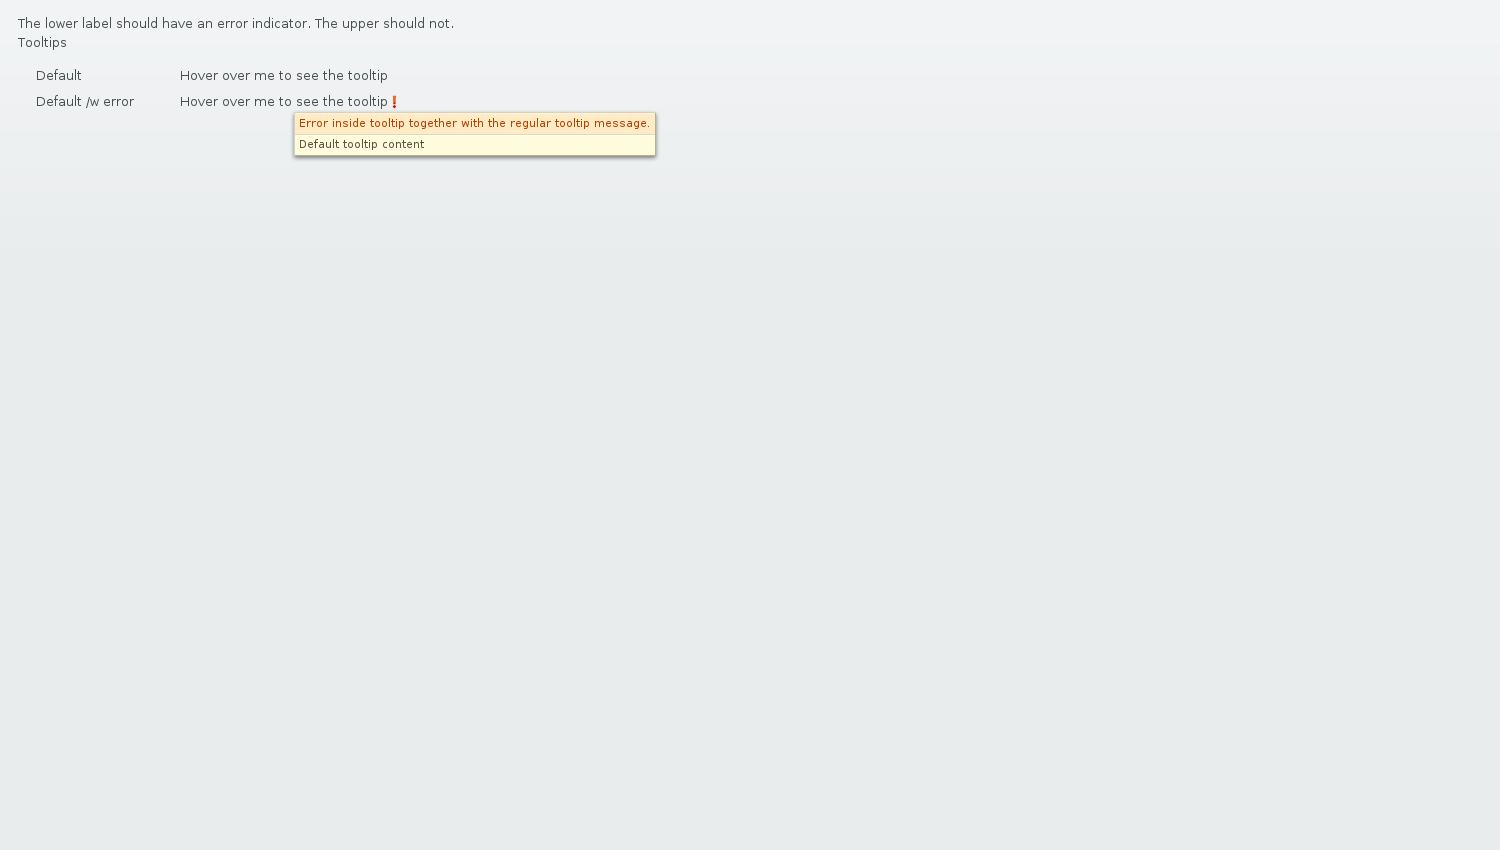 The lower label should have an error indicator. The upper should not.
Tooltips
Default Hover over me to see the tooltip
Default /w error Hover over me to see the tooltip !
Error inside tooltip together with the regular tooltip message.
Default tooltip content